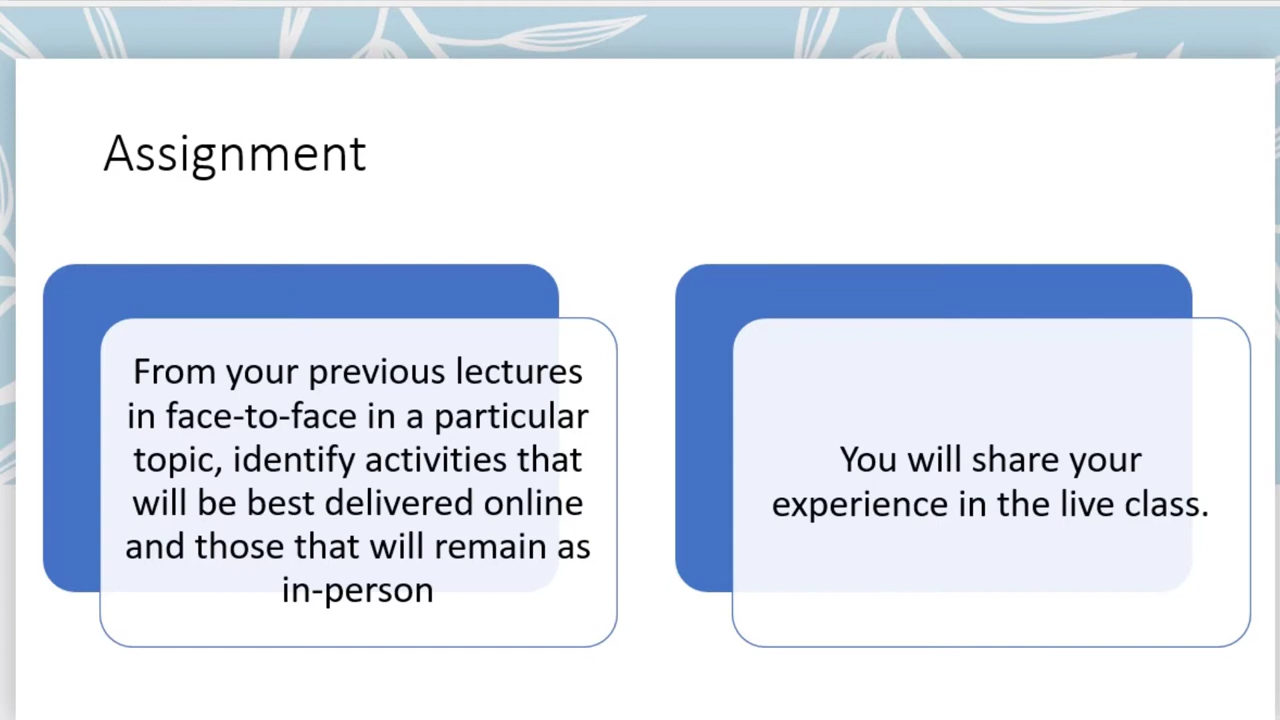 Assignment
From your previous lectures
in face-to-face in a particular
topic, identify activities that
will be best delivered online
and those that will remain as
in-person
You will share your
experience in the live class.